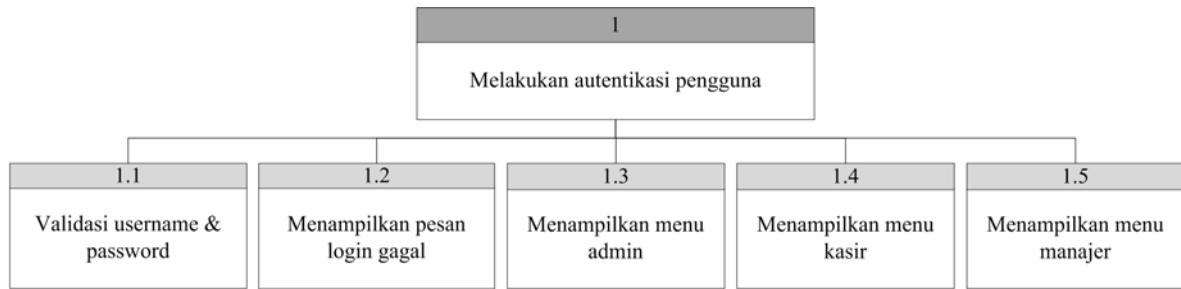 1
Melakukan autentikasi pengguna
1.1
Validasi username &
password
1.2
Menampilkan pesan
login gagal
1.3
Menampilkan menu
admin
1.4
Menampilkan menu
kasir
1.5
Menampilkan menu
manajer